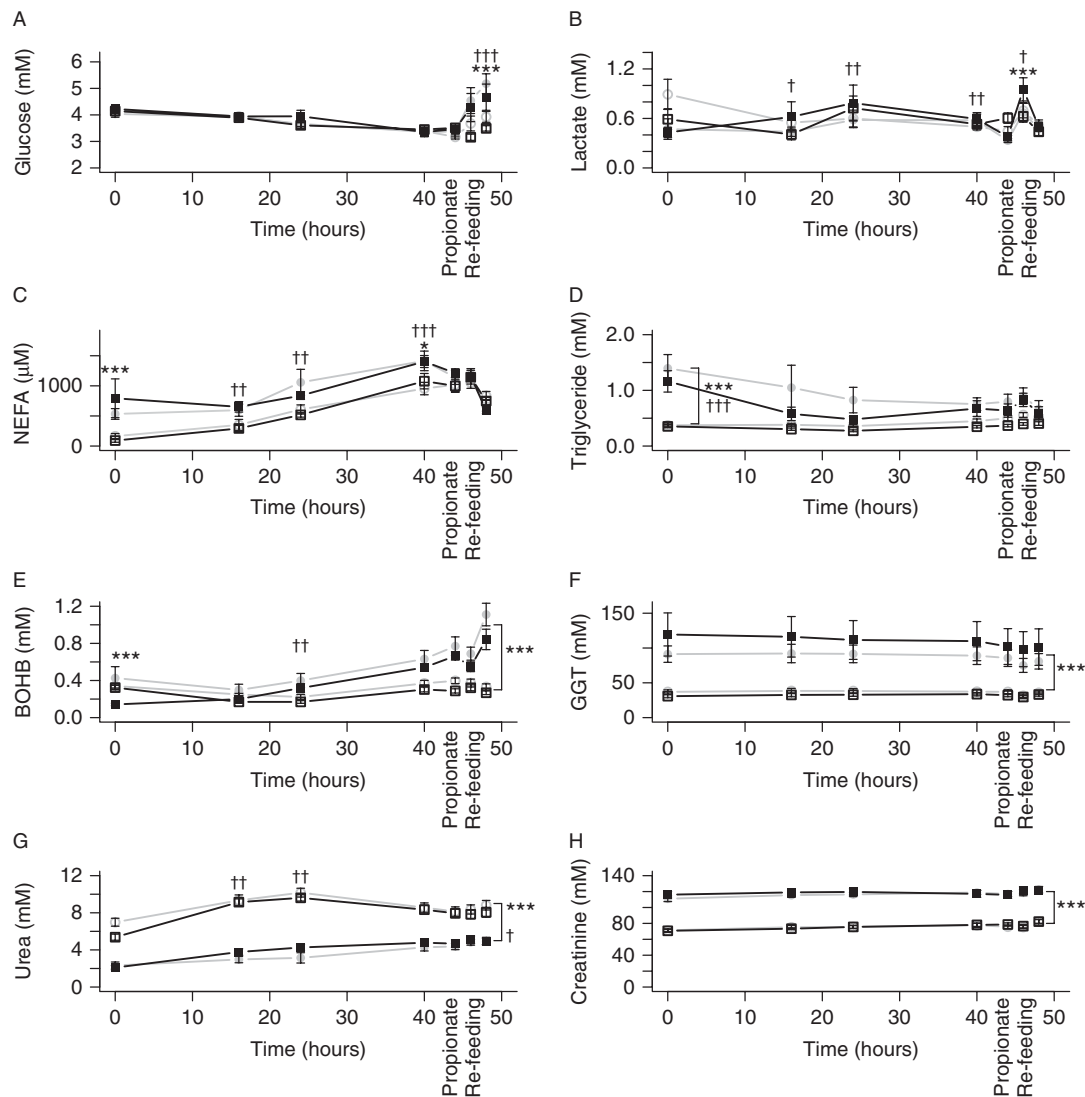 A
Glucose (mM)
6
5
4
3
2
†††
***
0 10 20 30 40 50
Time (hours)
Propionate
Re-feeding
B
Lactate (mM)
1.2
0.6
0.0
†
††
††
†
***
0 10 20 30 40 50
Time (hours)
Propionate
Re-feeding
C
NEFA (μM)
1000
0
***
††
††
†††
*
0 10 20 30 40 50
Time (hours)
Propionate
Re-feeding
D
Triglyceride (mM)
2.0
1.0
0.0
***
†††
0 10 20 30 40 50
Time (hours)
Propionate
Re-feeding
E
BOHB (mM)
1.2
0.8
0.4
0.0
***
††
***
0 10 20 30 40 50
Time (hours)
Propionate
Re-feeding
F
GGT (mM)
150
50
0
***
0 10 20 30 40 50
Time (hours)
Propionate
Re-feeding
G
Urea (mM)
12
8
4
0
††
††
***
†
0 10 20 30 40 50
Time (hours)
Propionate
Re-feeding
H
Creatinine (mM)
140
80
40
0
***
0 10 20 30 40 50
Time (hours)
Propionate
Re-feeding